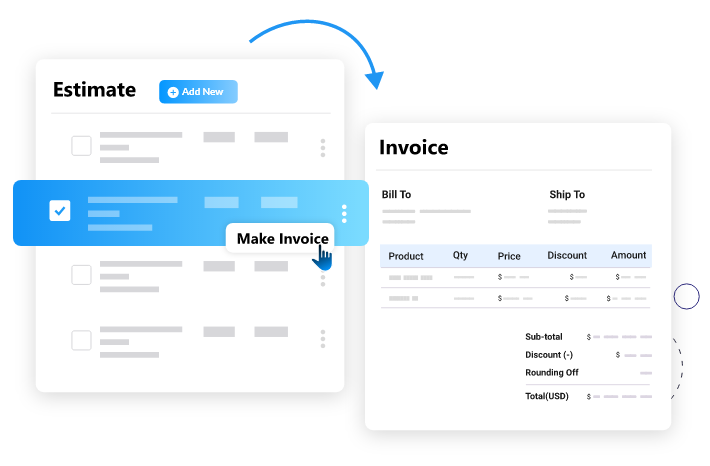 Estimate
Add New
Make Invoice
Invoice
Bill To Ship To
Product Qty Price Discount Amount
$ $ $
$ $ $
Sub-total $
Discount (-) $
Rounding Off
Total(USD) $